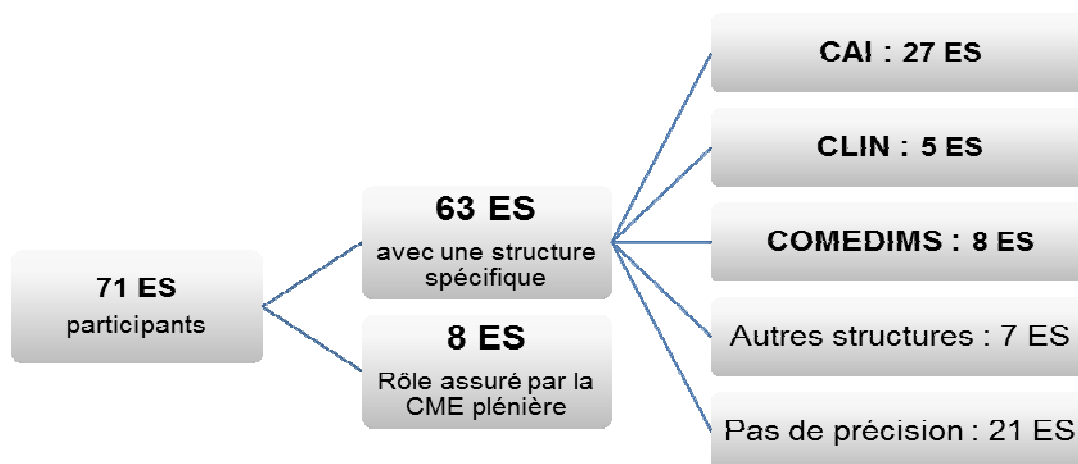 71 ES
participants
63 ES
avec une structure
spécifique
8 ES
Rôle assuré par la
CME plénière
CAI : 27 ES
CLIN : 5 ES
COMEDIMS : 8 ES
Autres structures : 7 ES
Pas de précision : 21 ES